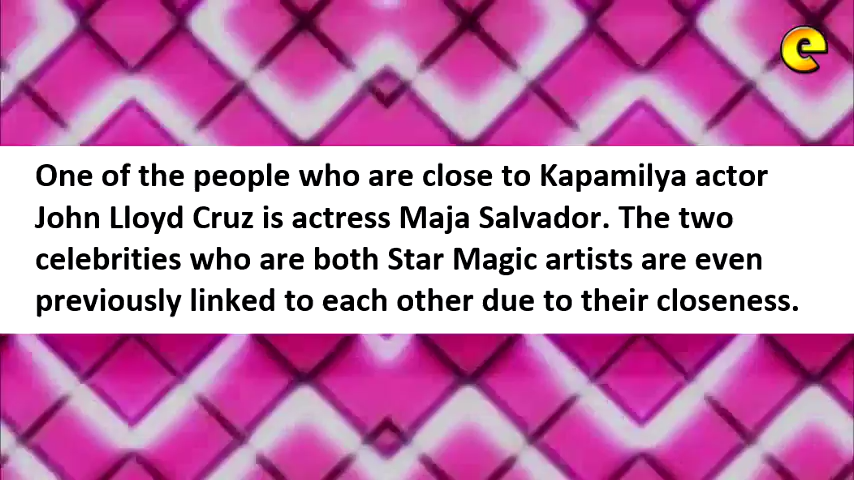 e
One of the people who are close to Kapamilya actor
John Lloyd Cruz is actress Maja Salvador. The two
celebrities who are both Star Magic artists are even
previously linked to each other due to their closeness.